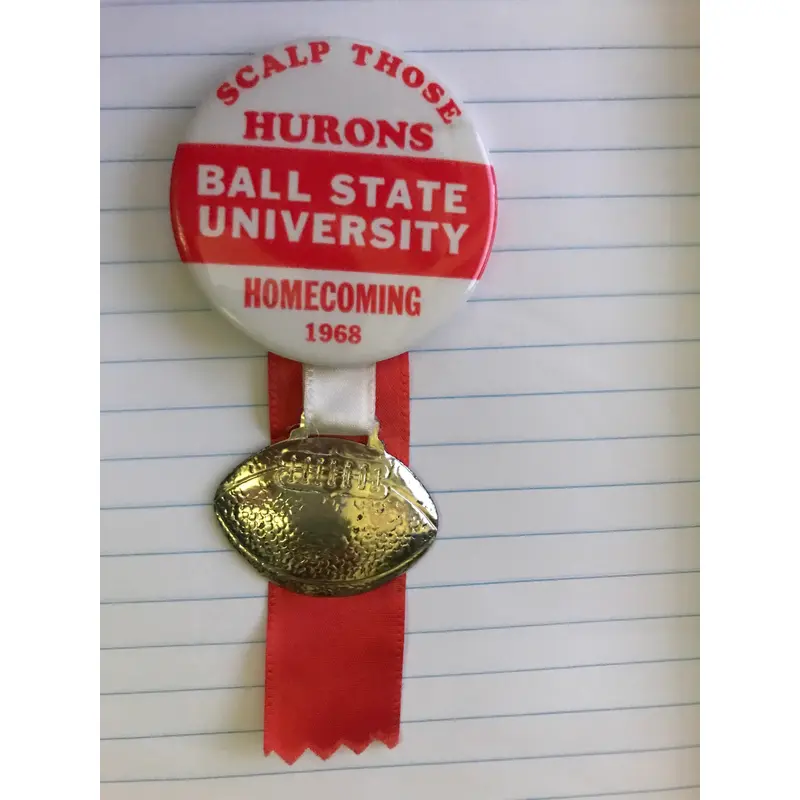 SCALP THOSE
HURONS
BALL STATE
UNIVERSITY
HOMECOMING
1968